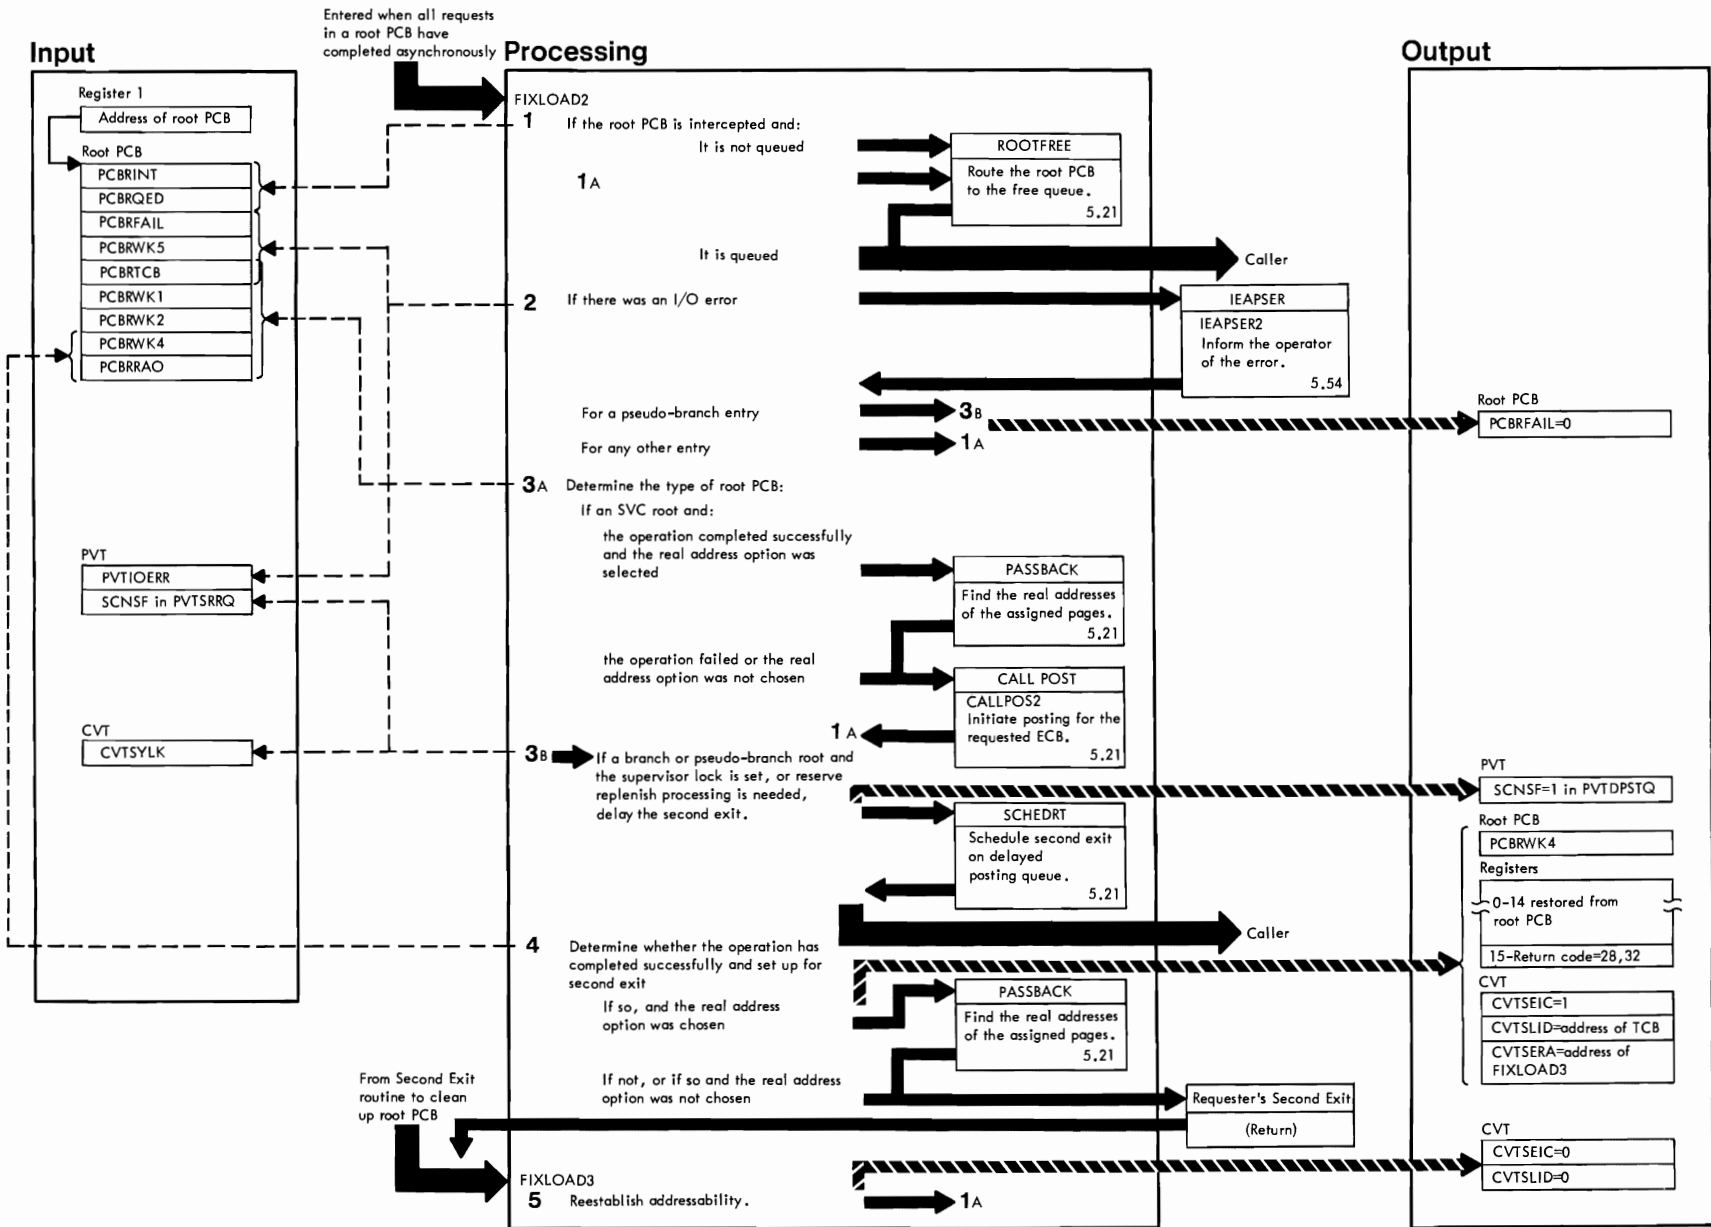 Entered when all requests
in a root PCB have
completed asynchronously
Input
Processing
Output
Register 1
Address of root PCB
Root PCB
PCBRINT
PCBRQED
PCBRFAIL
PCBRWK5
PCBRTCB
PCBRWK1
PCBRWK2
PCBRWK4
PCBRRAO
PVT
PVTIOERR
SCNSF in PVTSRRQ
CVT
CVTSYLK
FIXLOAD2
1 If the root PCB is intercepted and:
It is not queued
ROOTFREE
1A
Route the root PCB
to the free queue.
5.21
It is queued
Caller
2 If there was an I/O error
IEAPSER
IEAPSER2
Inform the operator
of the error.
5.54
For a pseudo-branch entry
3B
Root PCB
PCBRFAIL=0
For any other entry
1A
3A Determine the type of root PCB:
If an SVC root and:
the operation completed successfully
and the real address option was
selected
PASSBACK
Find the real addresses
of the assigned pages.
5.21
the operation failed or the real
address option was not chosen
CALL POST
CALLPOS2
Initiate posting for the
requested ECB.
5.21
1A
3B If a branch or pseudo-branch root and
the supervisor lock is set, or reserve
replenish processing is needed,
delay the second exit.
PVT
SCNSF=1 in PVTDPSTQ
SCHEDRT
Schedule second exit
on delayed
posting queue.
5.21
Caller
Root PCB
PCBRWK4
Registers
0-14 restored from
root PCB
15-Return code=28,32
CVT
CVTSEIC=1
CVTSLID=address of TCB
CVTSERA=address of
FIXLOAD3
4 Determine whether the operation has
completed successfully and set up for
second exit
If so, and the real address
option was chosen
PASSBACK
Find the real addresses
of the assigned pages.
5.21
If not, or if so and the real address
option was not chosen
Requester's Second Exit
(Return)
From Second Exit
routine to clean
up root PCB
FIXLOAD3
5 Reestablish addressability.
1A
CVT
CVTSEIC=0
CVTSLID=0